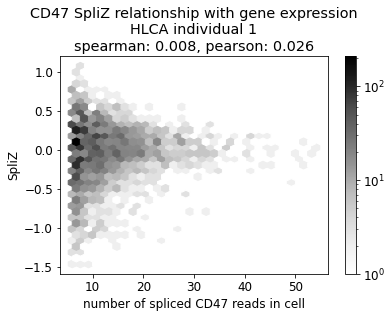 CD47 SpliZ relationship with gene expression
HLCA individual 1
spearman: 0.008, pearson: 0.026
1.0
0.5
0.0
−0.5
−1.0
−1.5
SpliZ
10 20 30 40 50
number of spliced CD47 reads in cell
10²
10¹
10⁰